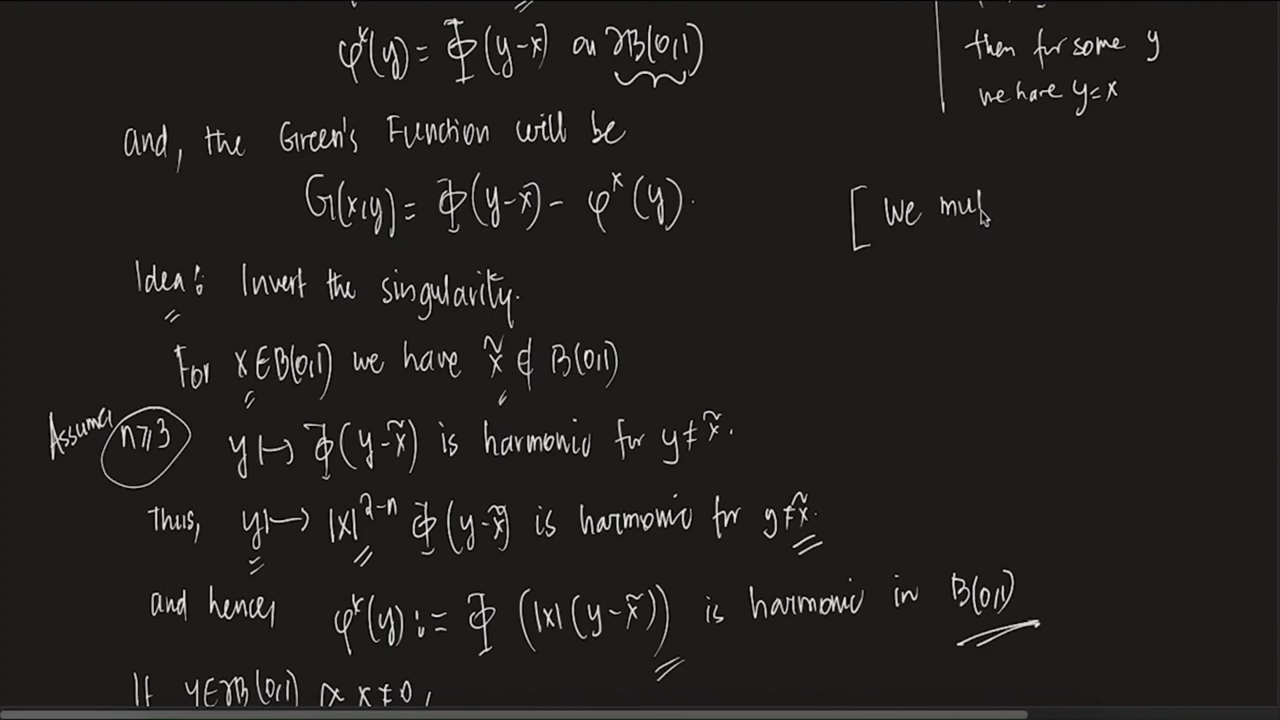 φˣ(y) = Φ(y-x) on ∂B(0,1)
then for some y
we have y=x
and, the Green's Function will be
G(x,y) = Φ(y-x) - φˣ(y).
[ We mu
Idea: Invert the singularity.
For x∈B(0,1) we have x̃ ∉ B(0,1)
Assume n≥3
y ↦ Φ(y-x̃) is harmonic for y≠x̃.
Thus, y ↦ |x|²⁻ⁿ Φ(y-x̃) is harmonic for y≠x̃.
and hence, φˣ(y) := Φ(|x|(y-x̃)) is harmonic in B(0,1)
If y∈∂B(0,1) & x≠0,